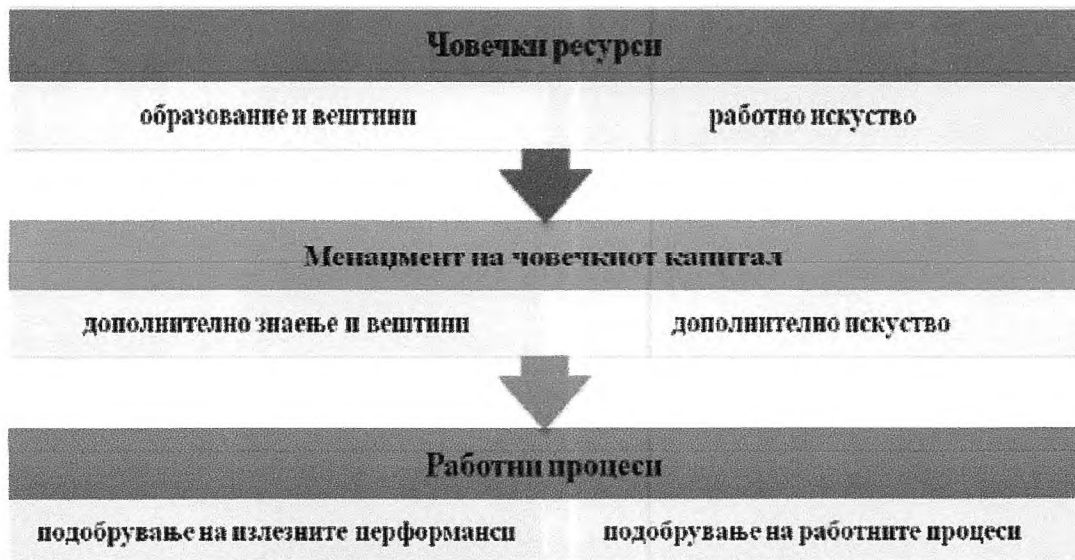 Човечки ресурси
образование и вештини работно искуство
Менаџмент на човечкиот капитал
дополнително знаење и вештини дополнително искуство
Работни процеси
подобрување на излезните перформанси подобрување на работните процеси